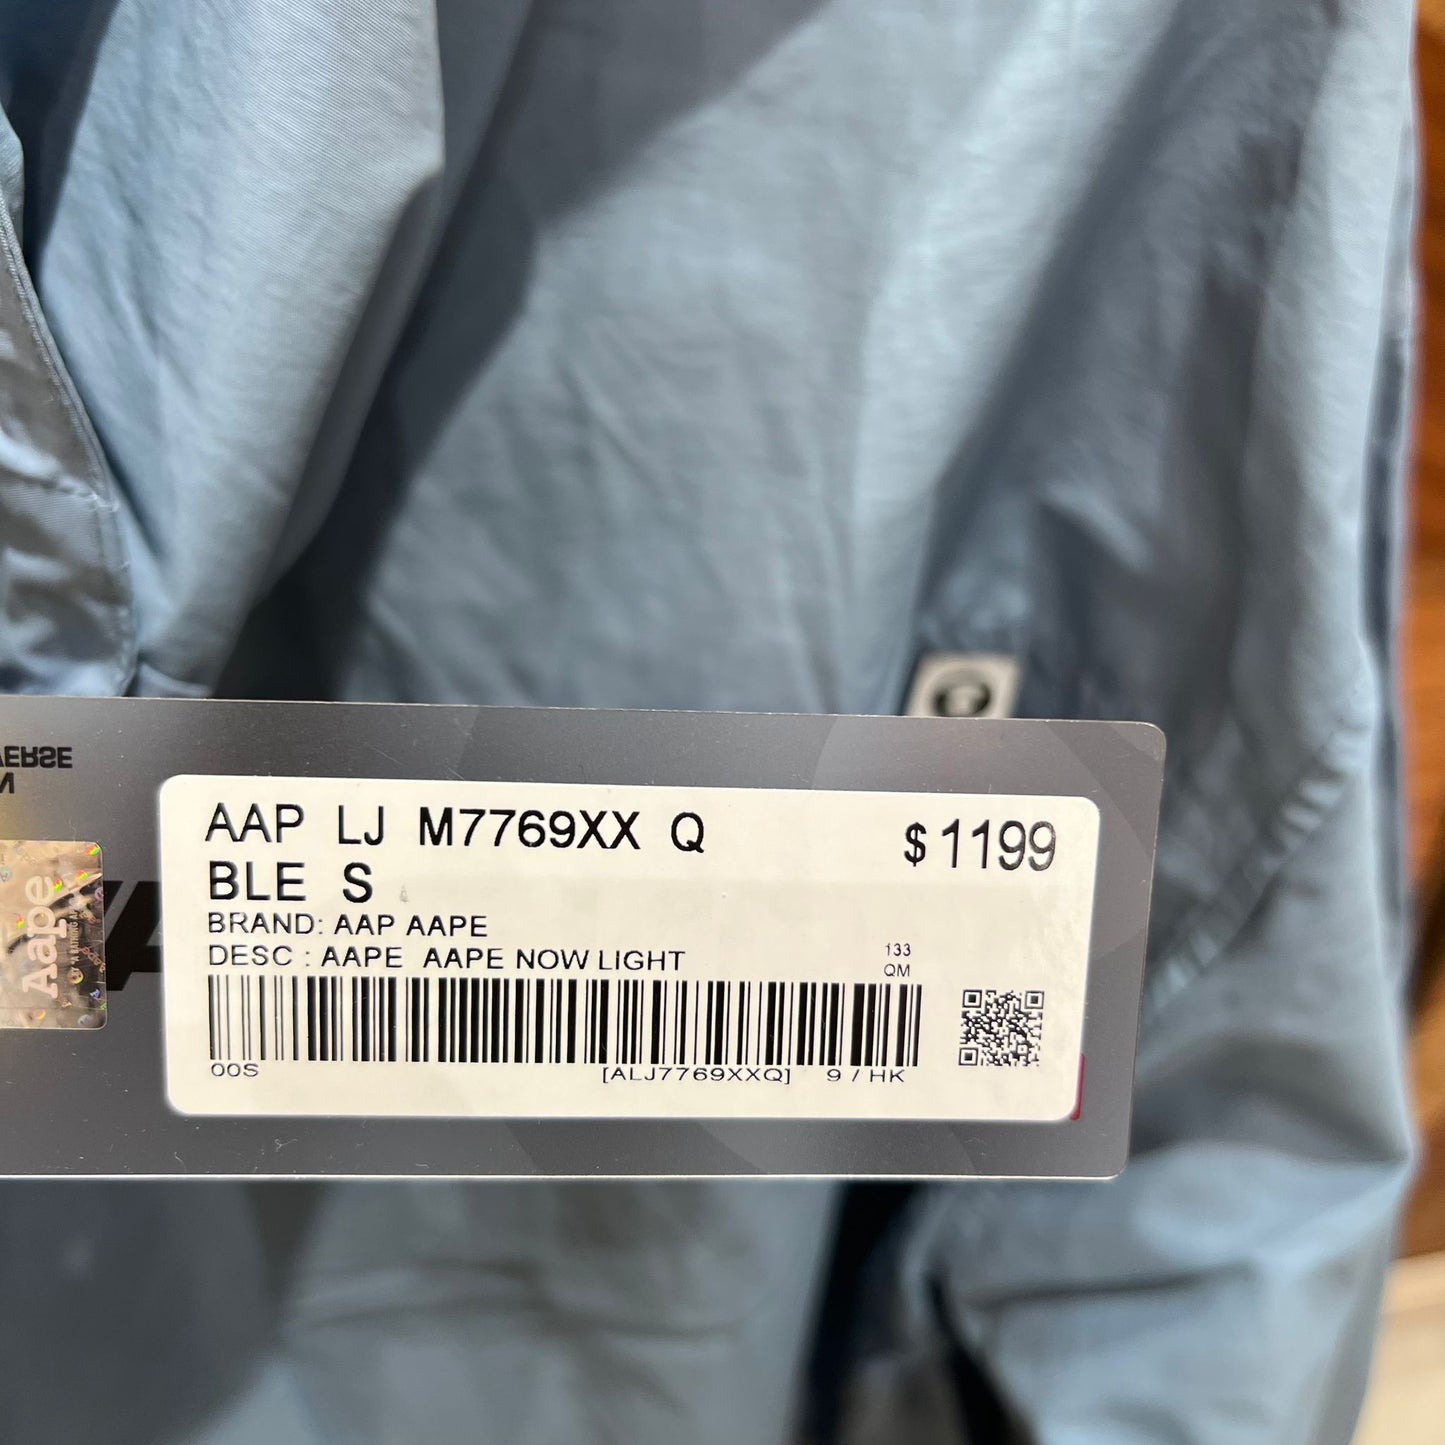 AAP LJ M7769XX Q
$1199
BLE S
BRAND: AAP AAPE
DESC : AAPE AAPE NOW LIGHT
133
QM
00S [ALJ7769XXQ] 9 / HK
Aape